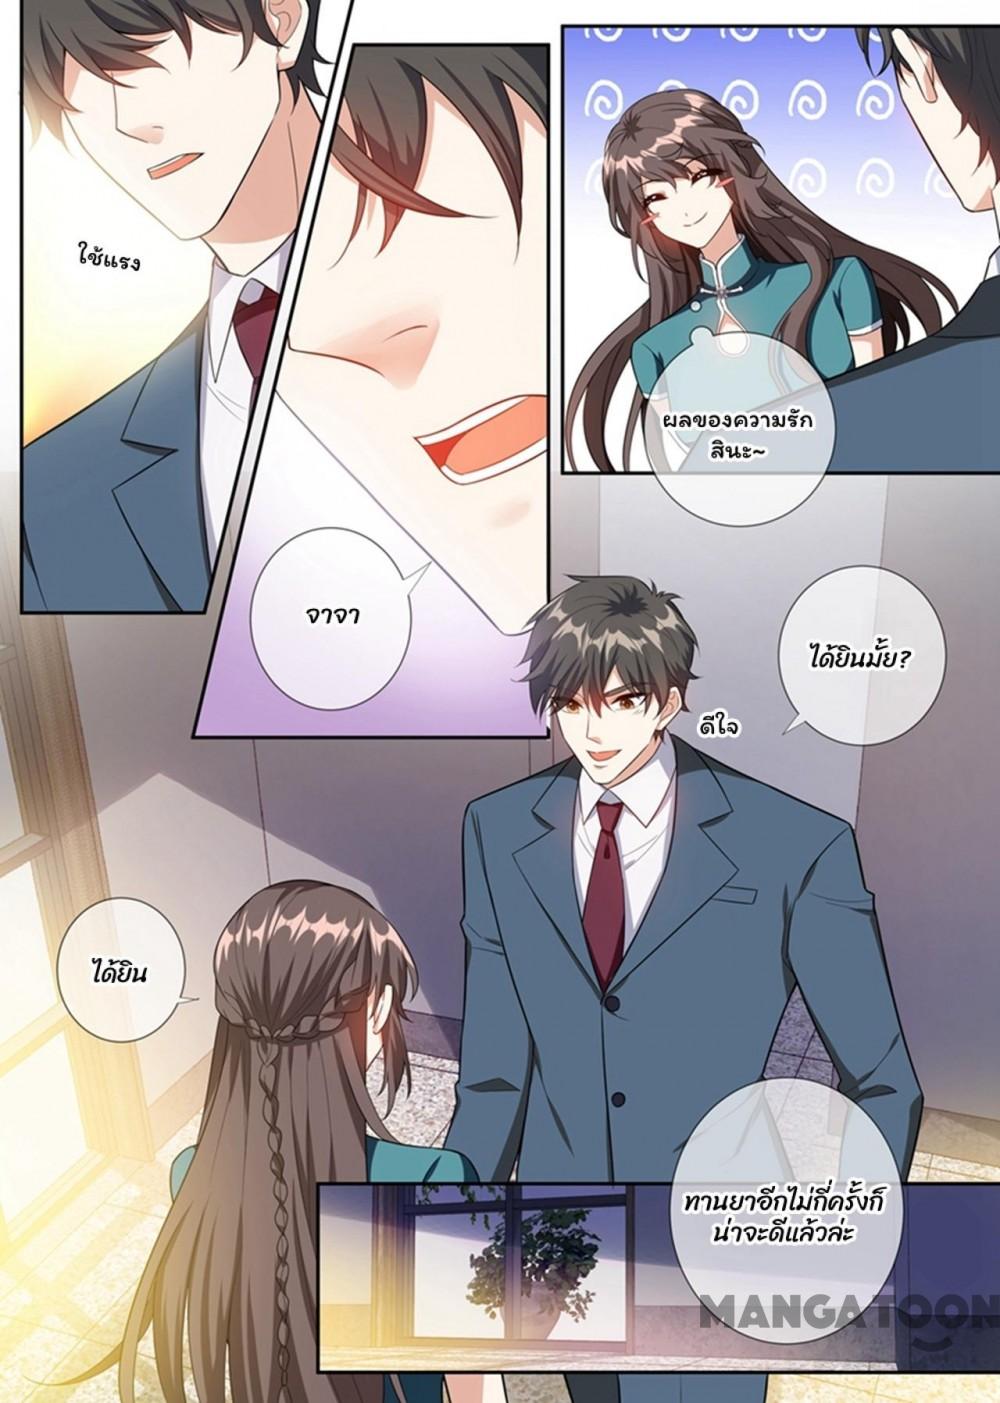 ใช้แรง
ผลของความรัก
สินะ~
จาจา
ได้ยินมั้ย?
ดีใจ
ได้ยิน
ทานยาอีกไม่กี่ครั้งก็
น่าจะดีแล้วล่ะ
MANGATOON